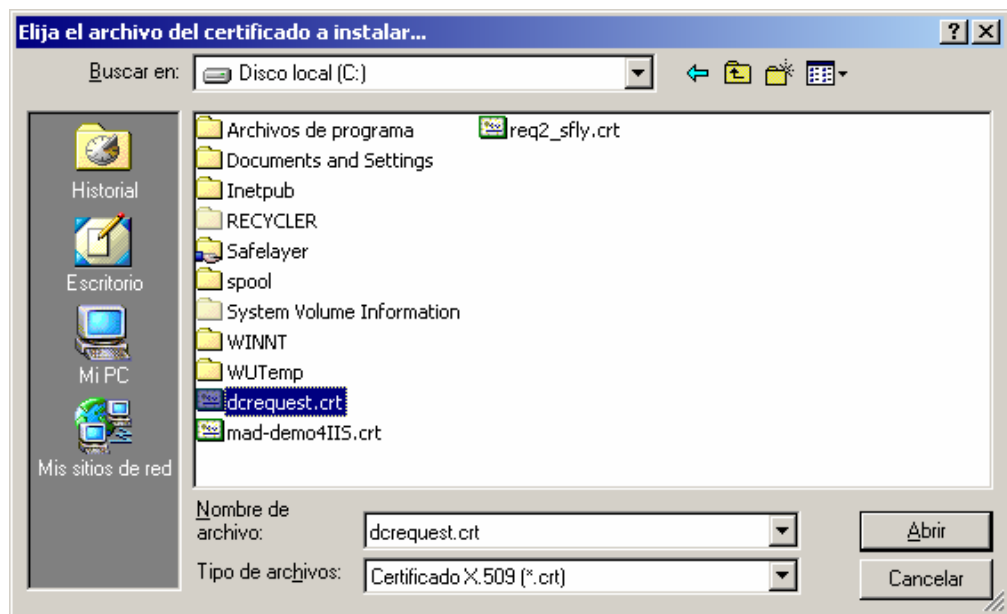 Elija el archivo del certificado a instalar...
Buscar en: Disco local (C:)
Historial
Escritorio
Mi PC
Mis sitios de red
Archivos de programa
Documents and Settings
Inetpub
RECYCLER
Safelayer
spool
System Volume Information
WINNT
WUTemp
dcrequest.crt
mad-demo4IIS.crt
req2_sfly.crt
Nombre de
archivo: dcrequest.crt
Abrir
Tipo de archivos: Certificado X.509 (*.crt)
Cancelar